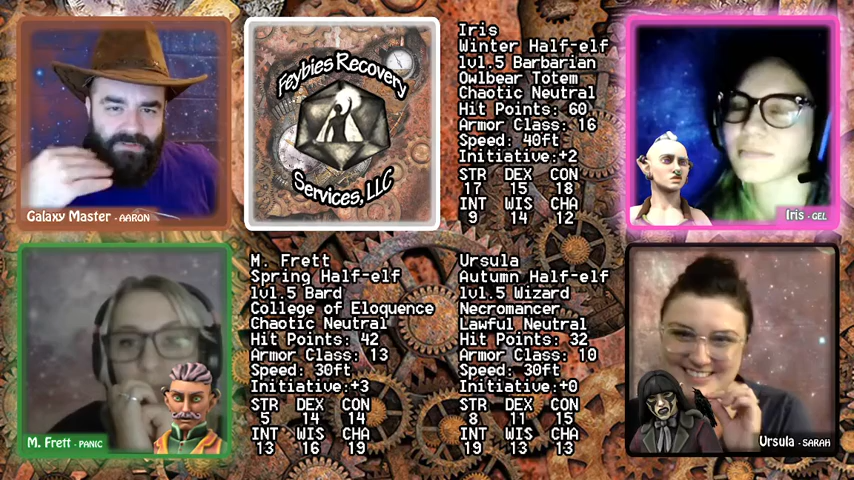 Feybies Recovery
Services, LLC
Galaxy Master - AARON
Iris
Winter Half-elf
lvl.5 Barbarian
Owlbear Totem
Chaotic Neutral
Hit Points: 60
Armor Class: 16
Speed: 40ft
Initiative:+2
STR DEX CON
17 15 18
INT WIS CHA
9 14 12
Iris - GEL
M. Frett
Spring Half-elf
lvl.5 Bard
College of Eloquence
Chaotic Neutral
Hit Points: 42
Armor Class: 13
Speed: 30ft
Initiative:+3
STR DEX CON
5 14 14
INT WIS CHA
13 16 19
M. Frett - PANIC
Ursula
Autumn Half-elf
lvl.5 Wizard
Necromancer
Lawful Neutral
Hit Points: 32
Armor Class: 10
Speed: 30ft
Initiative:+0
STR DEX CON
8 11 15
INT WIS CHA
19 13 13
Ursula - SARAH